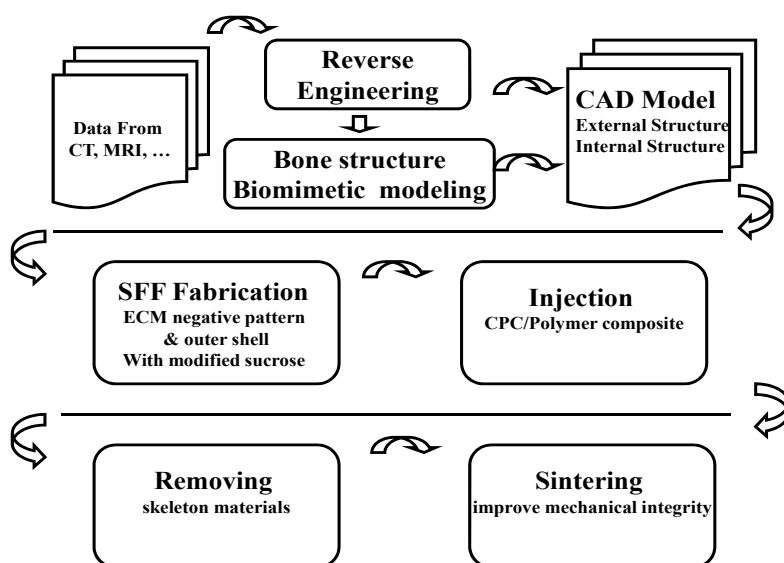 Data From
CT, MRI, …
Reverse
Engineering
Bone structure
Biomimetic modeling
CAD Model
External Structure
Internal Structure
SFF Fabrication
ECM negative pattern
& outer shell
With modified sucrose
Injection
CPC/Polymer composite
Removing
skeleton materials
Sintering
improve mechanical integrity